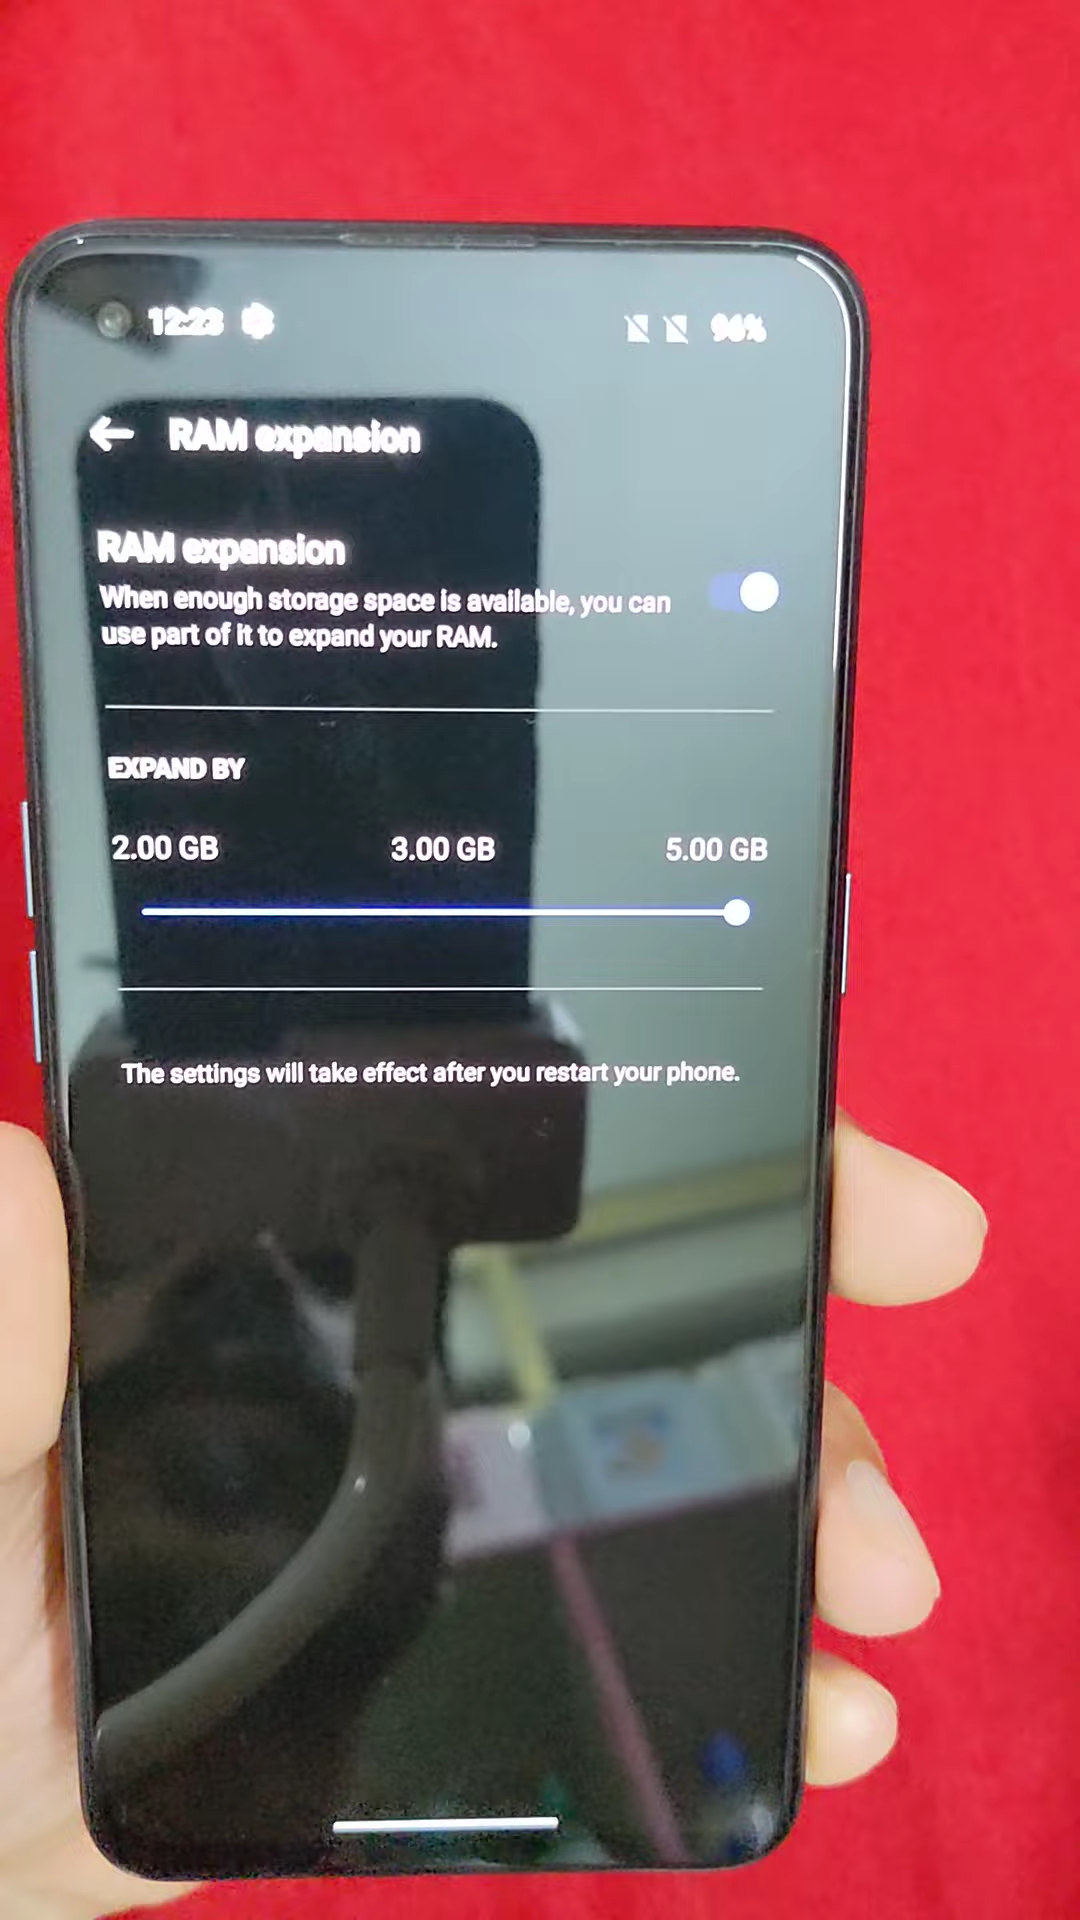 12:23
96%
RAM expansion
RAM expansion
When enough storage space is available, you can
use part of it to expand your RAM.
EXPAND BY
2.00 GB 3.00 GB 5.00 GB
The settings will take effect after you restart your phone.